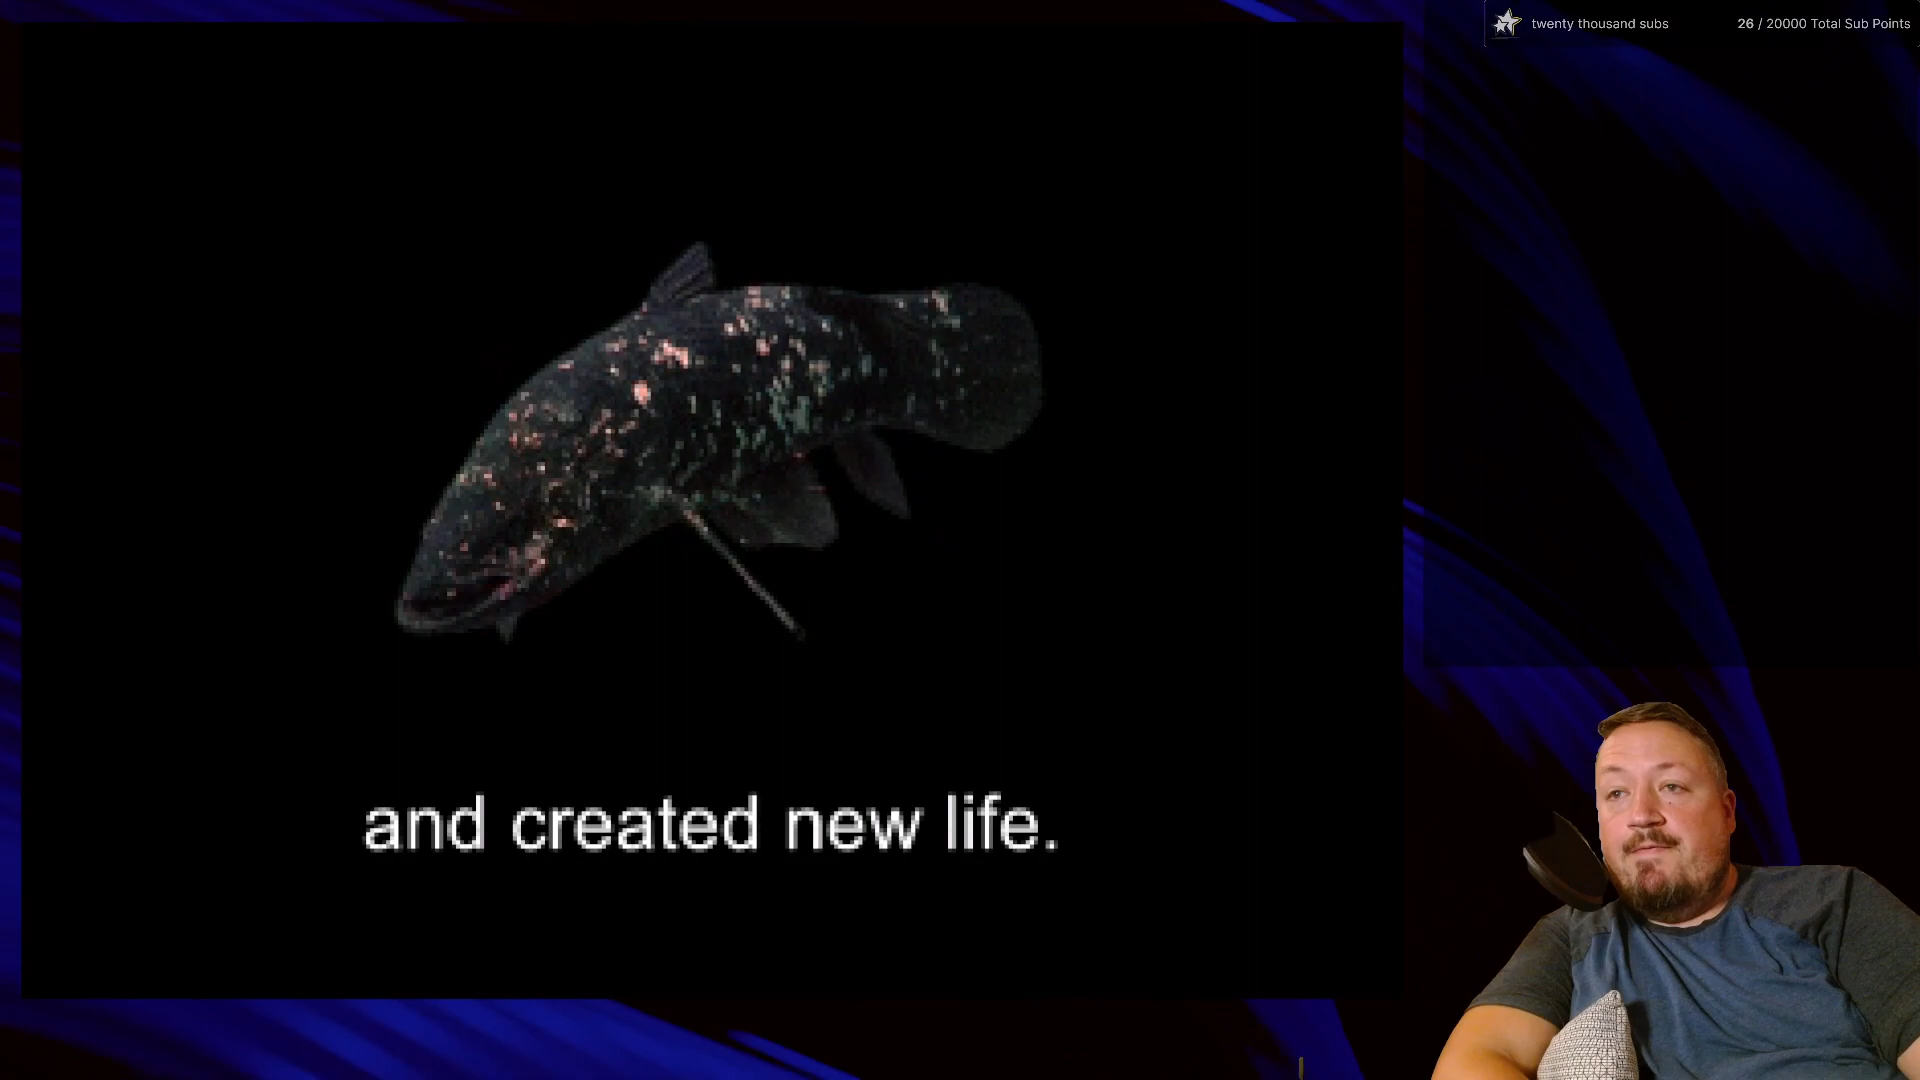 twenty thousand subs 26 / 20000 Total Sub Points
and created new life.